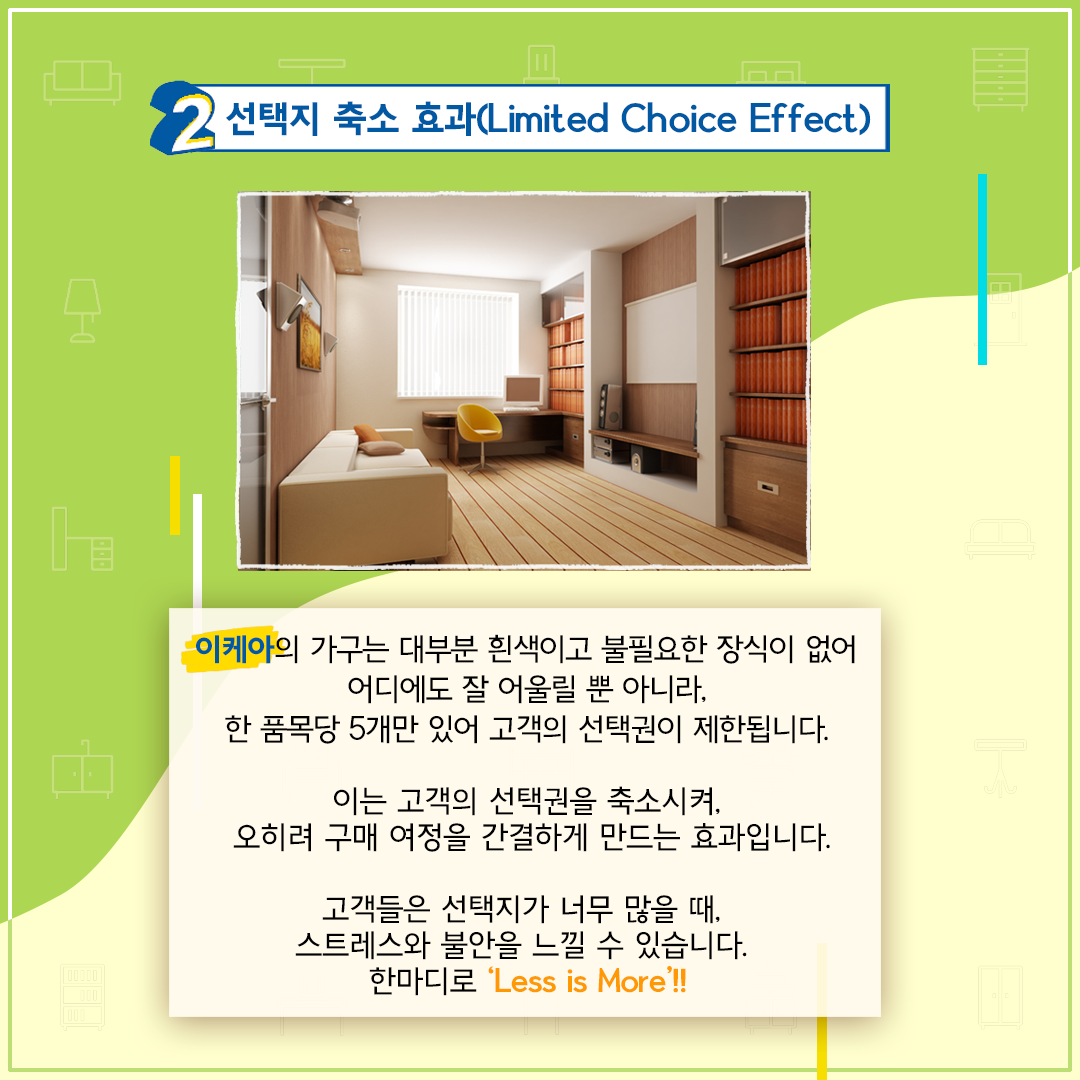 2 선택지 축소 효과(Limited Choice Effect)
이케아의 가구는 대부분 흰색이고 불필요한 장식이 없어
어디에도 잘 어울릴 뿐 아니라,
한 품목당 5개만 있어 고객의 선택권이 제한됩니다.
이는 고객의 선택권을 축소시켜,
오히려 구매 여정을 간결하게 만드는 효과입니다.
고객들은 선택지가 너무 많을 때,
스트레스와 불안을 느낄 수 있습니다.
한마디로 ‘Less is More’!!